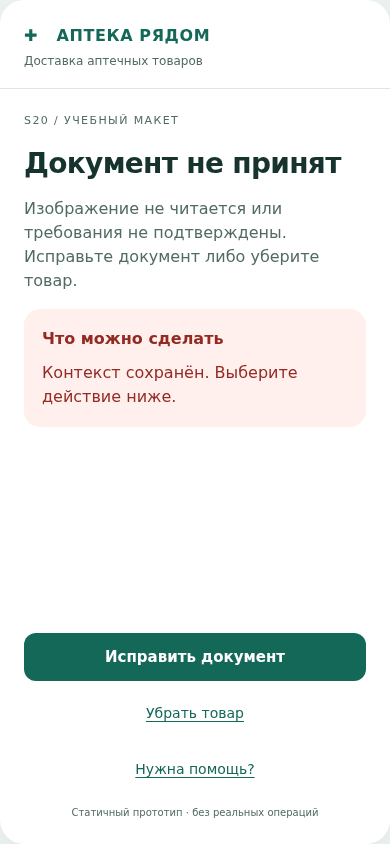 + АПТЕКА РЯДОМ
Доставка аптечных товаров
S20 / УЧЕБНЫЙ МАКЕТ
Документ не принят
Изображение не читается или
требования не подтверждены.
Исправьте документ либо уберите
товар.
Что можно сделать
Контекст сохранён. Выберите
действие ниже.
Исправить документ
Убрать товар
Нужна помощь?
Статичный прототип · без реальных операций